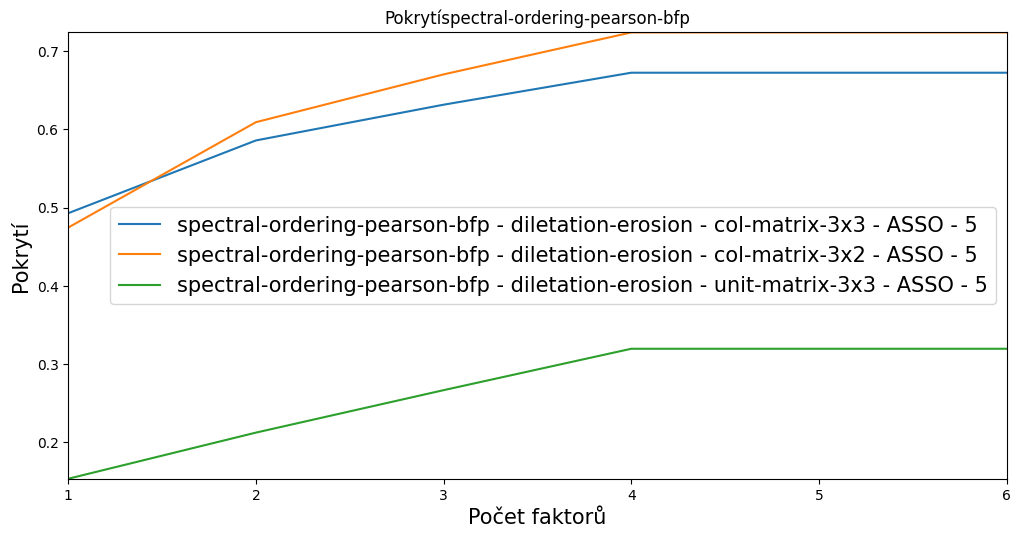 Pokrytíspectral-ordering-pearson-bfp
0.7
0.6
0.5
0.4
0.3
0.2
Pokrytí
spectral-ordering-pearson-bfp - diletation-erosion - col-matrix-3x3 - ASSO - 5
spectral-ordering-pearson-bfp - diletation-erosion - col-matrix-3x2 - ASSO - 5
spectral-ordering-pearson-bfp - diletation-erosion - unit-matrix-3x3 - ASSO - 5
1 2 3 4 5 6
Počet faktorů